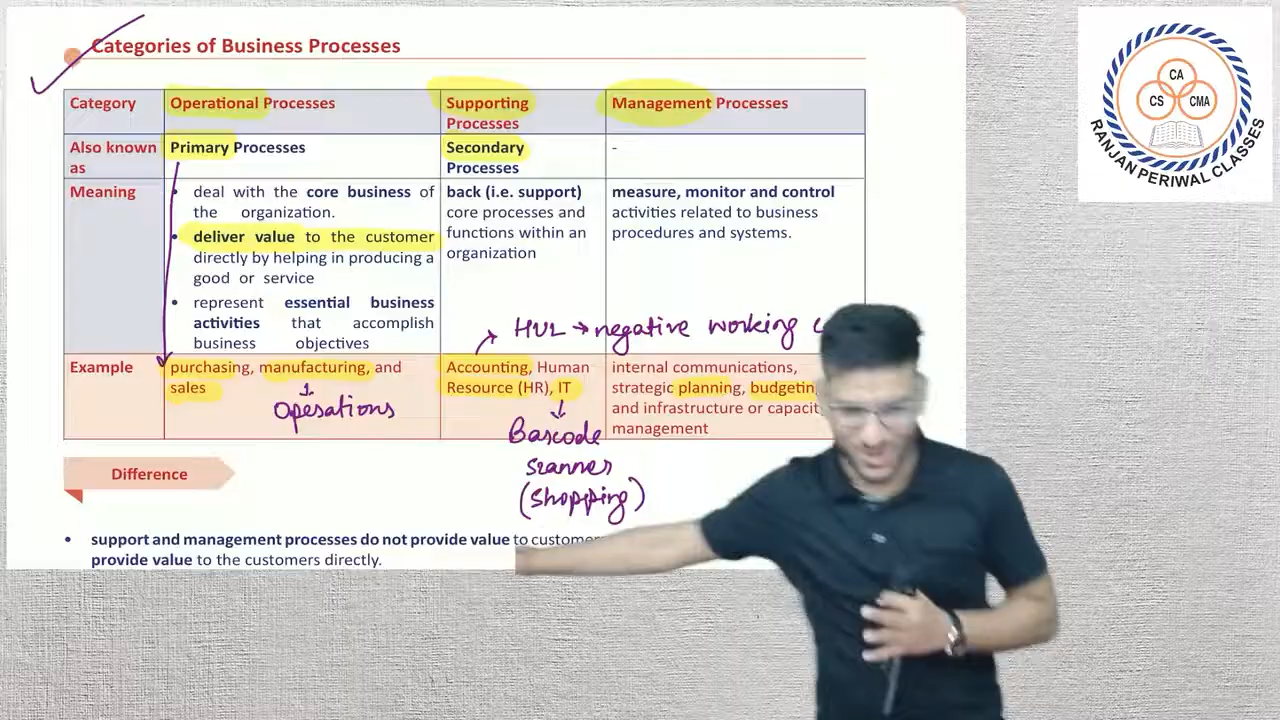 Categories of Business Processes
Category
Operational Processes
Supporting
Processes
Management Processes
Also known
as
Primary Processes
Secondary
Processes
-
Meaning
• deal with the core business of
the organization.
• deliver value to the customer
directly by helping in producing a
good or service
• represent essential business
activities that accomplish
business objectives
back (i.e. support)
core processes and
functions within an
organization
measure, monitor and control
activities related to business
procedures and systems.
HUL → negative working
Example
purchasing, manufacturing, and
sales
Operations
Accounting, Human
Resource (HR), IT
Barcode
Scanner
(Shopping)
internal communications,
strategic planning, budgetin
and infrastructure or capacit
management
Difference
• support and management processes do not provide value to custome
provide value to the customers directly.
CA
CS
CMA
RANJAN PERIWAL CLASSES